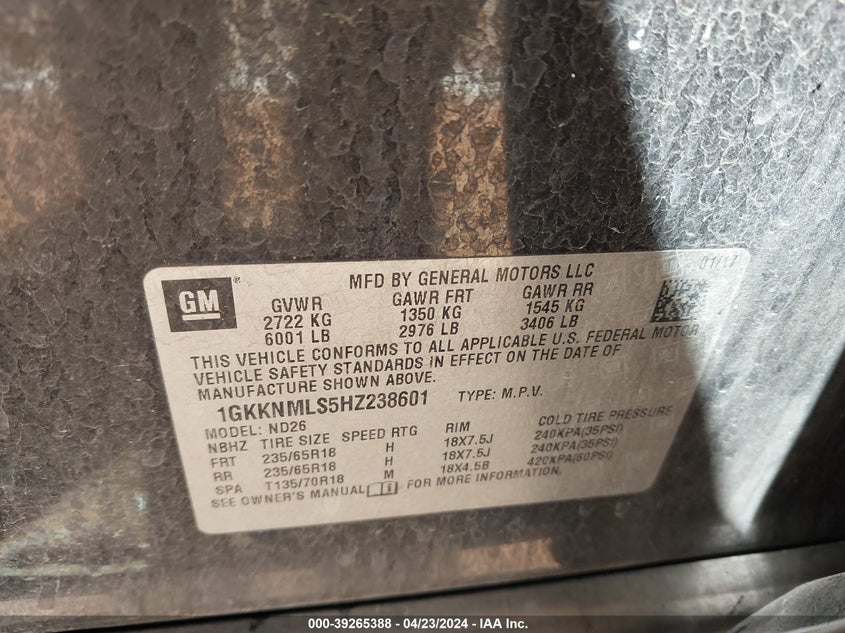 GM ®
MFD BY GENERAL MOTORS LLC
01/17
GVWR GAWR FRT GAWR RR
2722 KG 1350 KG 1545 KG
6001 LB 2976 LB 3406 LB
THIS VEHICLE CONFORMS TO ALL APPLICABLE U.S. FEDERAL MOTOR
VEHICLE SAFETY STANDARDS IN EFFECT ON THE DATE OF
MANUFACTURE SHOWN ABOVE.
1GKKNMLS5HZ238601 TYPE: M.P.V.
MODEL: ND26
NBHZ TIRE SIZE SPEED RTG RIM COLD TIRE PRESSURE
FRT 235/65R18 H 18X7.5J 240KPA(35PSI)
RR 235/65R18 H 18X7.5J 240KPA(35PSI)
SPA T135/70R18 M 18X4.5B 420KPA(60PSI)
SEE OWNER'S MANUAL FOR MORE INFORMATION.
000-39265388 - 04/23/2024 - IAA Inc.